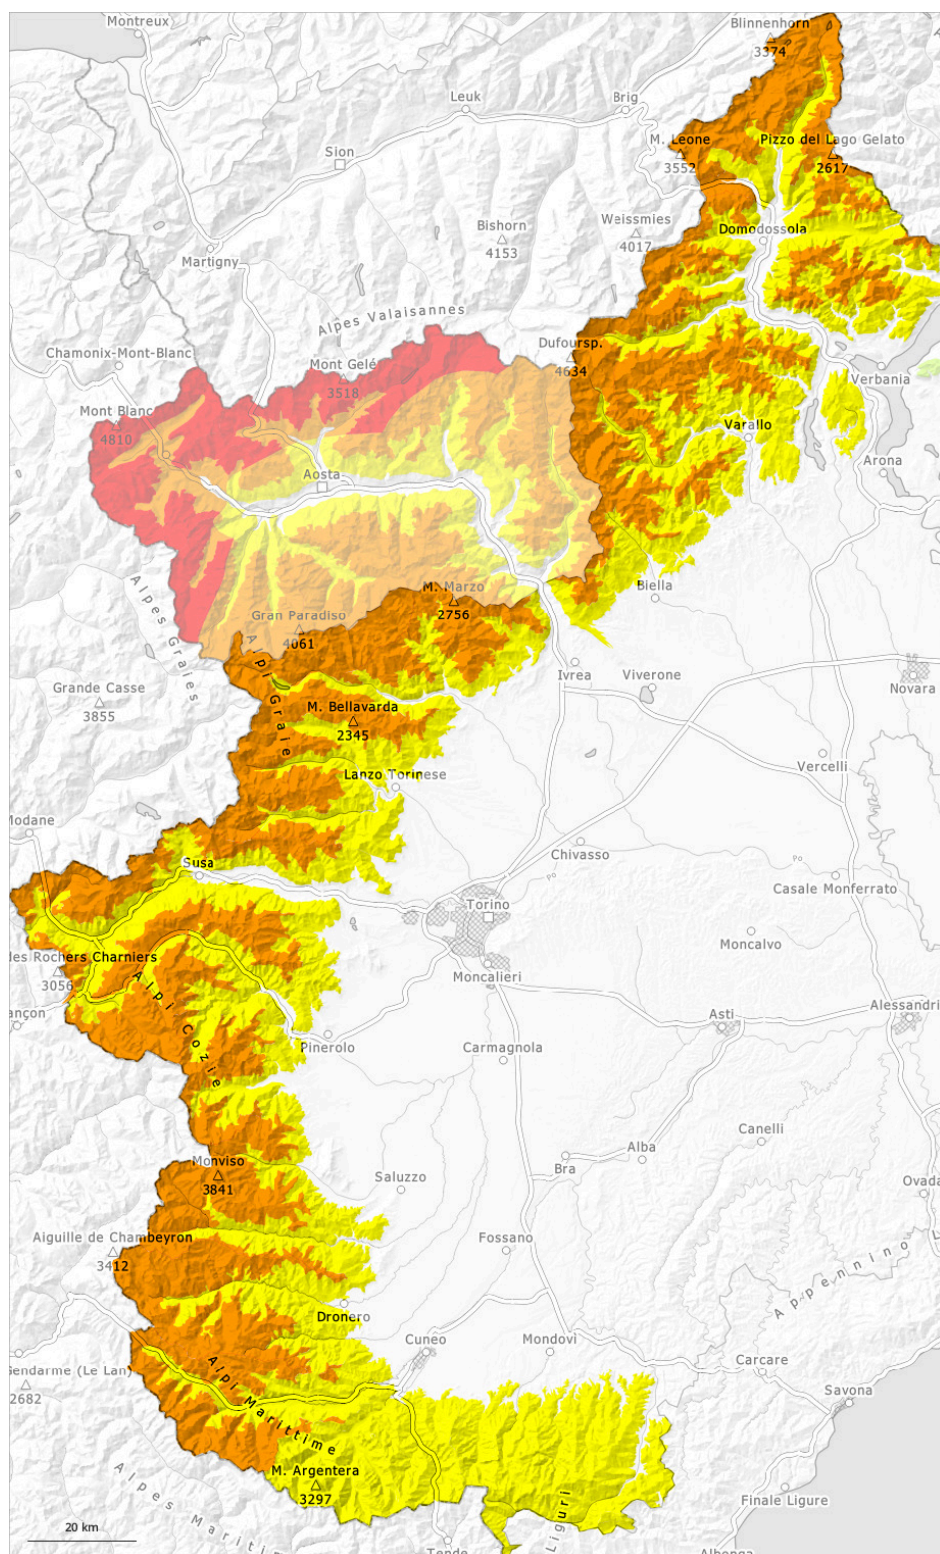 Montreux
Blinnenhorn
3374
Leuk
Brig
M. Leone
3552
Pizzo del Lago Gelato
2617
Sion
Bishorn
4153
Weissmies
4017
Domodossola
Martigny
Alpes Valaisannes
Chamonix-Mont-Blanc
Mont Gelé
3518
Dufoursp.
4634
Verbania
Mont Blanc
4810
Varallo
Aosta
Arona
Biella
M. Marzo
2756
Gran Paradiso
4061
Alpes Graies
Alpi Graie
Ivrea
Viverone
Novara
Grande Casse
3855
M. Bellavarda
2345
Vercelli
Lanzo Torinese
Modane
Chivasso
Susa
Po
Po
Casale Monferrato
Torino
Moncalvo
des Rochers Charniers
3056
Moncalieri
Alpi Cozie
Asti
Alessandri
ançon
Pinerolo
Carmagnola
Canelli
Alba
Bra
Monviso
3841
Saluzzo
Ovada
Aiguille de Chambeyron
3412
Fossano
Appennino L
Dronero
Cuneo
Mondovì
Gendarme (Le Lan
2682
Carcare
Alpi Marittime
Savona
M. Argentera
3297
Alpes Mariti
Liguri
Finale Ligure
20 km
Tende
Albenga